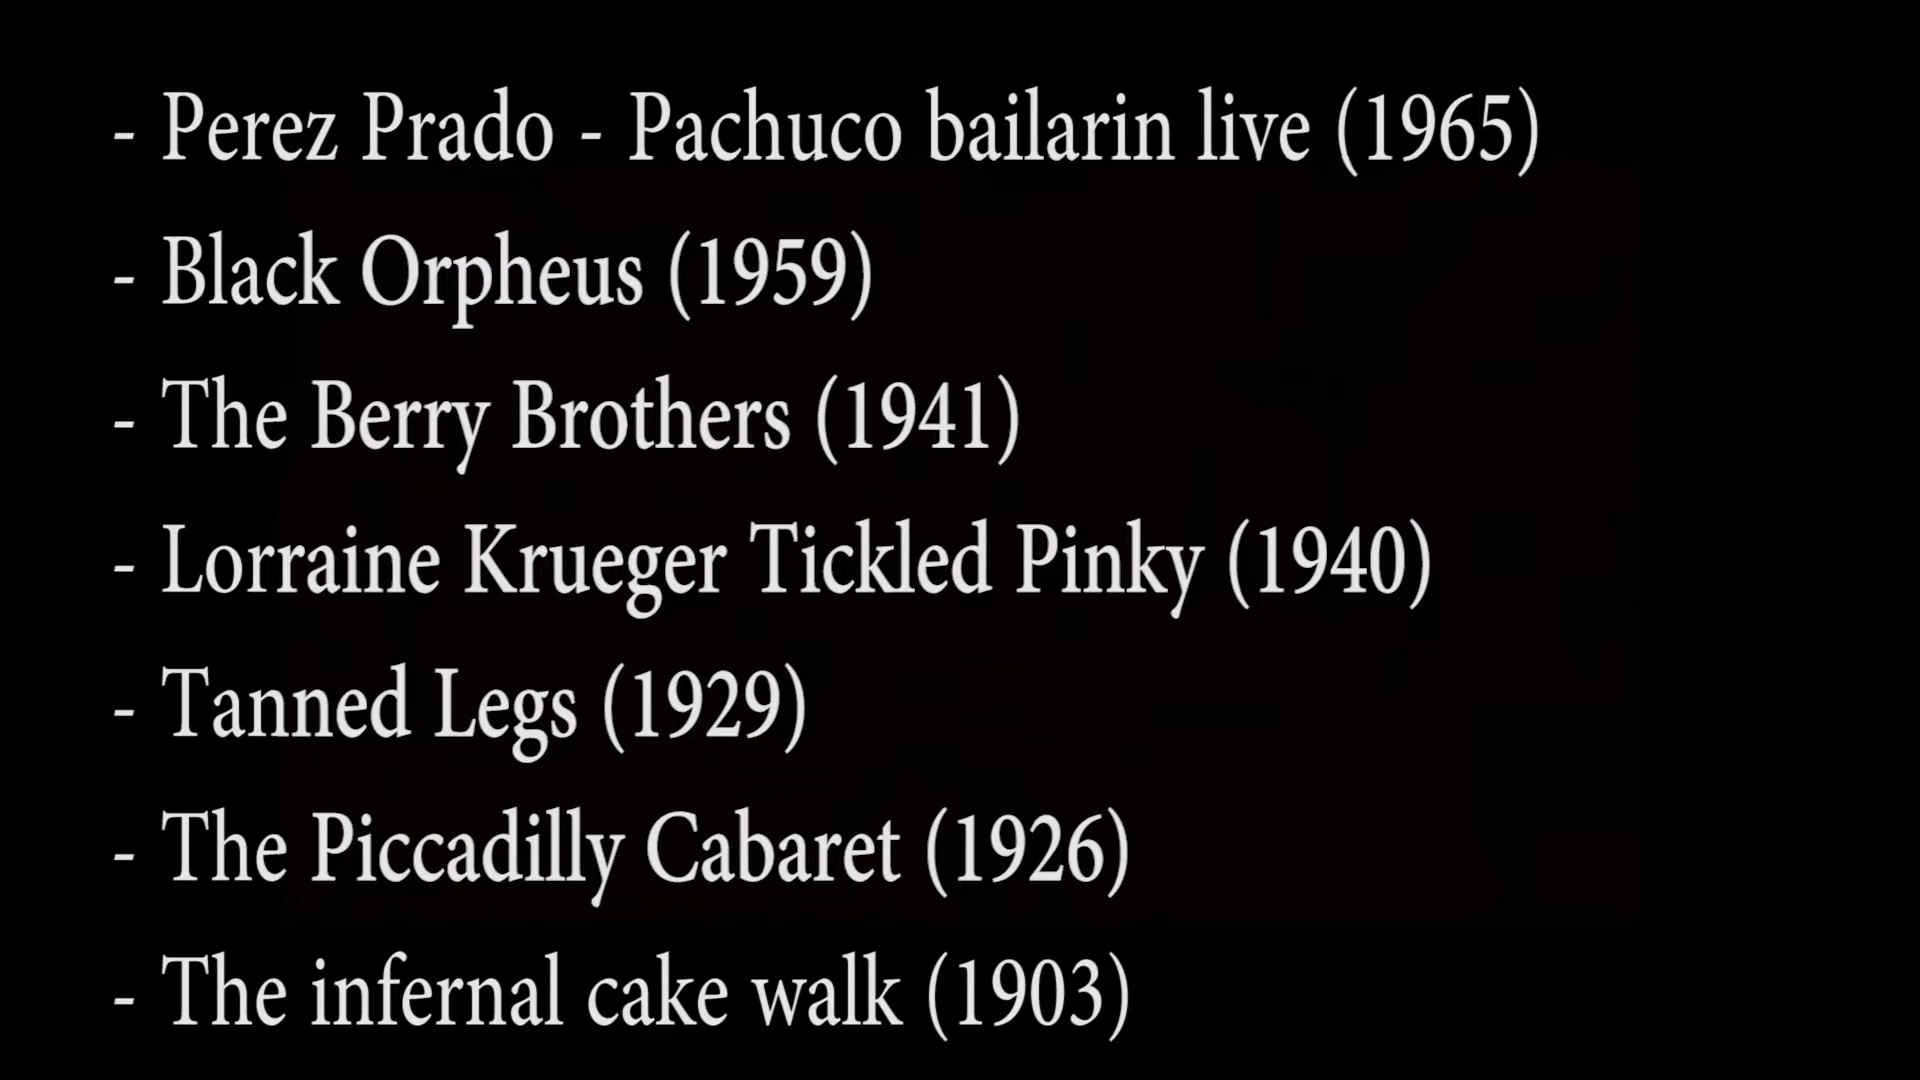 - Perez Prado - Pachuco bailarin live (1965)
- Black Orpheus (1959)
- The Berry Brothers (1941)
- Lorraine Krueger Tickled Pinky (1940)
- Tanned Legs (1929)
- The Piccadilly Cabaret (1926)
- The infernal cake walk (1903)